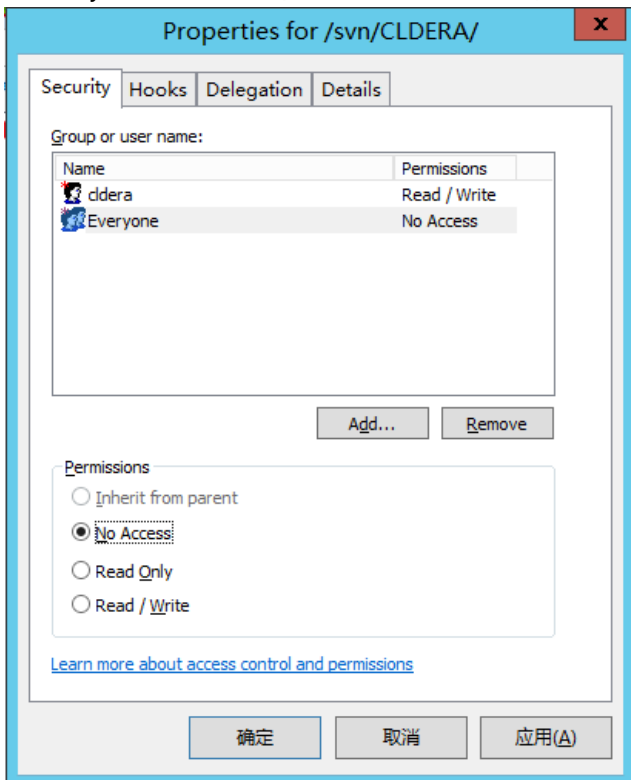 Properties for /svn/CLDERA/
x
Security Hooks Delegation Details
Group or user name:
Name Permissions
cldera Read / Write
Everyone No Access
Add... Remove
Permissions
Inherit from parent
No Access
Read Only
Read / Write
Learn more about access control and permissions
确定 取消 应用(A)